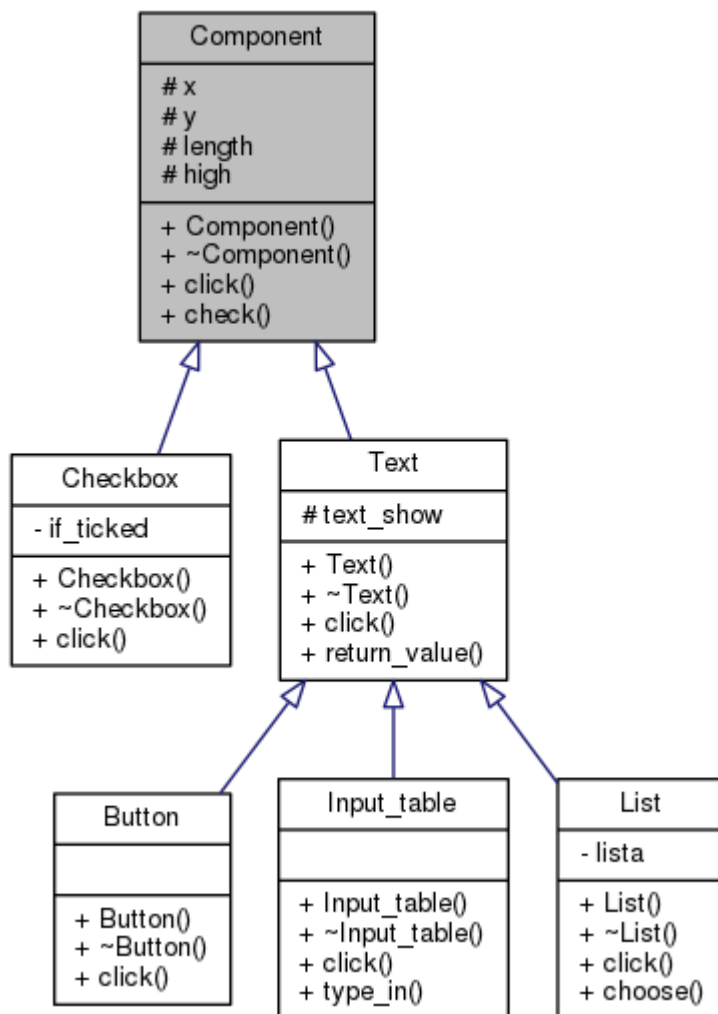 Component
# x
# y
# length
# high
+ Component()
+ ~Component()
+ click()
+ check()
Checkbox
- if_ticked
+ Checkbox()
+ ~Checkbox()
+ click()
Text
# text_show
+ Text()
+ ~Text()
+ click()
+ return_value()
Button
+ Button()
+ ~Button()
+ click()
Input_table
+ Input_table()
+ ~Input_table()
+ click()
+ type_in()
List
- lista
+ List()
+ ~List()
+ click()
+ choose()